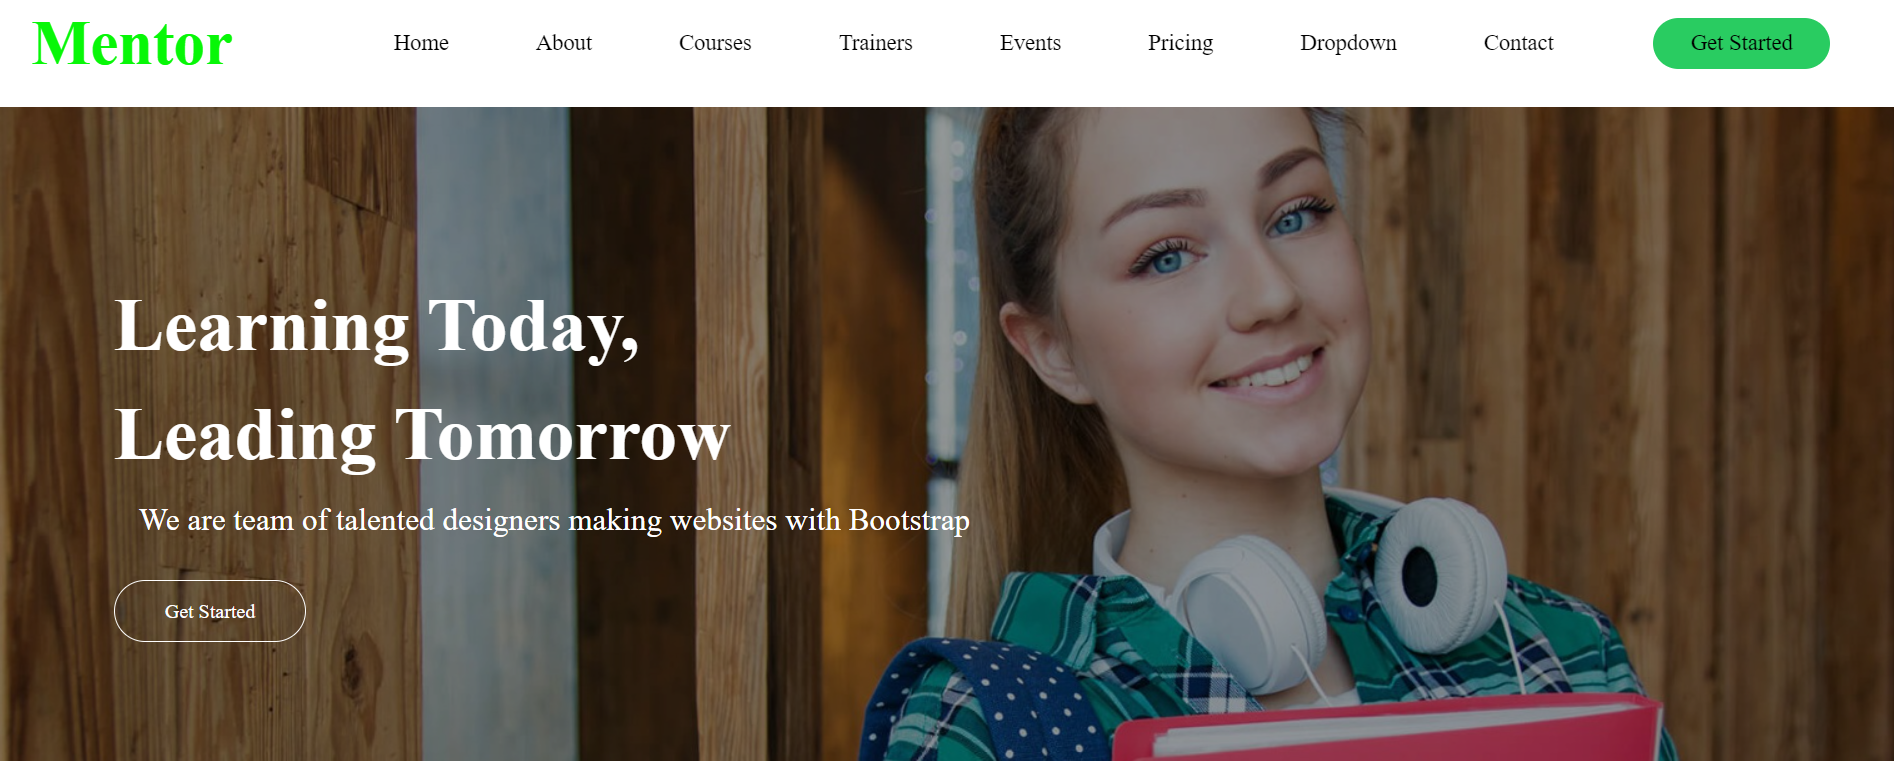 Mentor
Home About Courses Trainers Events Pricing Dropdown Contact Get Started
Learning Today,
Leading Tomorrow
We are team of talented designers making websites with Bootstrap
Get Started